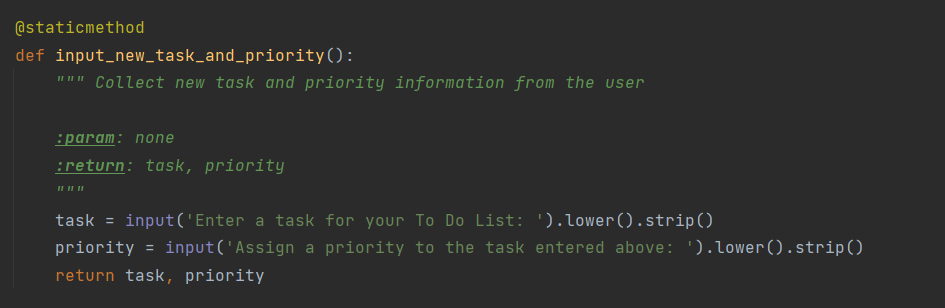 @staticmethod
def input_new_task_and_priority():
    """ Collect new task and priority information from the user

    :param: none
    :return: task, priority
    """
    task = input('Enter a task for your To Do List: ').lower().strip()
    priority = input('Assign a priority to the task entered above: ').lower().strip()
    return task, priority